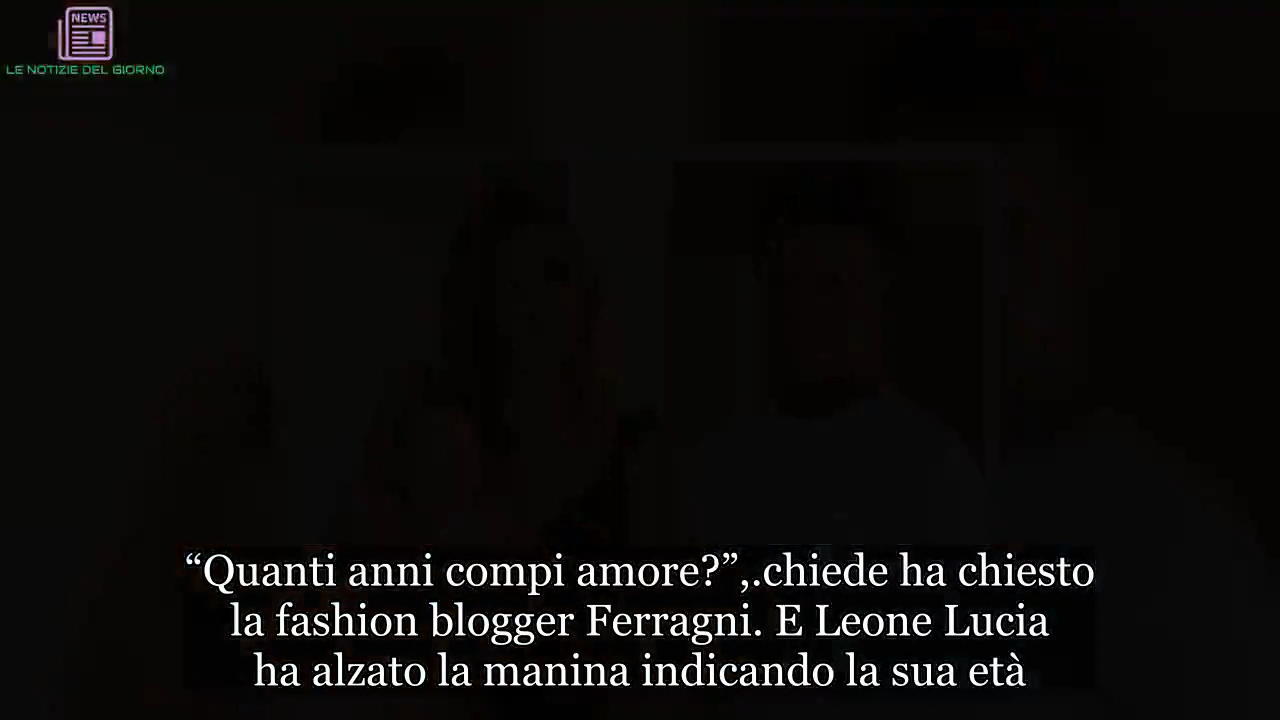 NEWS
LE NOTIZIE DEL GIORNO
“Quanti anni compi amore?”,.chiede ha chiesto
la fashion blogger Ferragni. E Leone Lucia
ha alzato la manina indicando la sua età